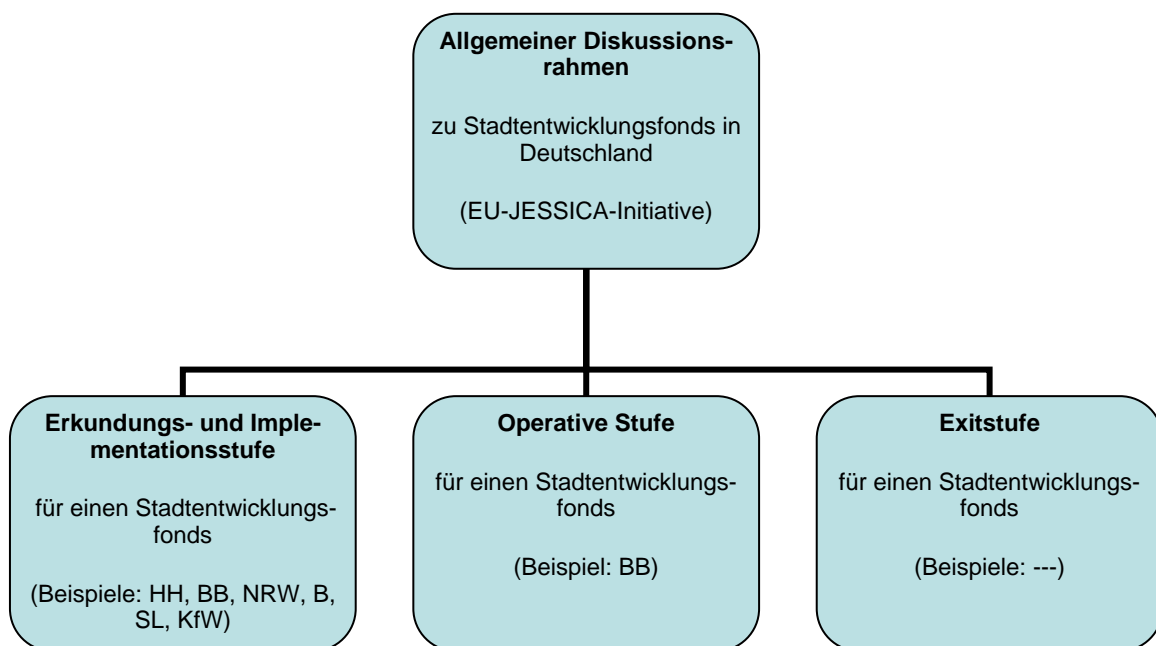 Allgemeiner Diskussions-
rahmen
zu Stadtentwicklungsfonds in
Deutschland
(EU-JESSICA-Initiative)
Erkundungs- und Imple-
mentationsstufe
für einen Stadtentwicklungs-
fonds
(Beispiele: HH, BB, NRW, B,
SL, KfW)
Operative Stufe
für einen Stadtentwicklungs-
fonds
(Beispiel: BB)
Exitstufe
für einen Stadtentwicklungs-
fonds
(Beispiele: ---)